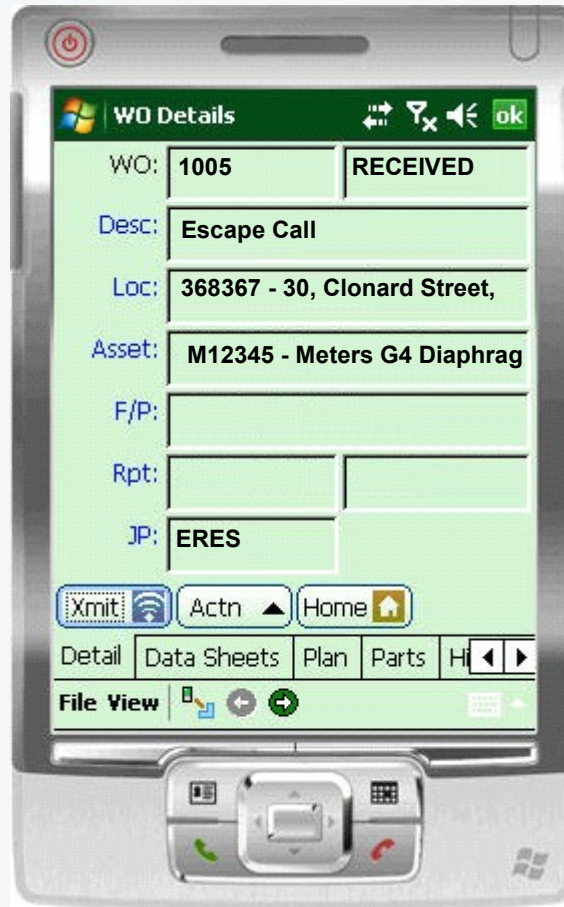 WO Details ok
WO: 1005 RECEIVED
Desc: Escape Call
Loc: 368367 - 30, Clonard Street,
Asset: M12345 - Meters G4 Diaphrag
F/P:
Rpt:
JP: ERES
Xmit Actn Home
Detail Data Sheets Plan Parts Hi
File View